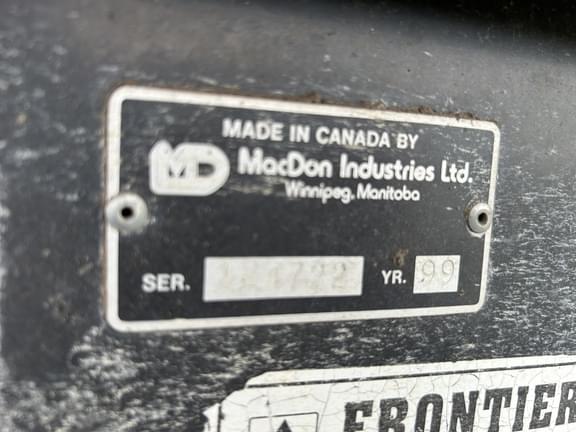 MADE IN CANADA BY
MD MacDon Industries Ltd.
Winnipeg, Manitoba
SER. YR. 99
FRONTIER